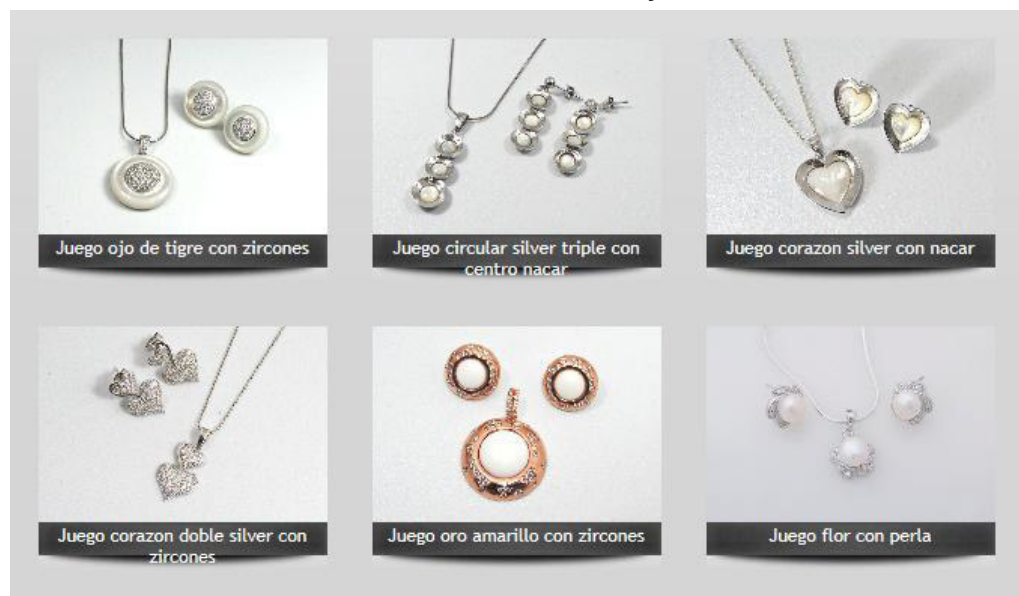 Juego ojo de tigre con zircones
Juego circular silver triple con
centro nacar
Juego corazon silver con nacar
Juego corazon doble silver con
zircones
Juego oro amarillo con zircones
Juego flor con perla